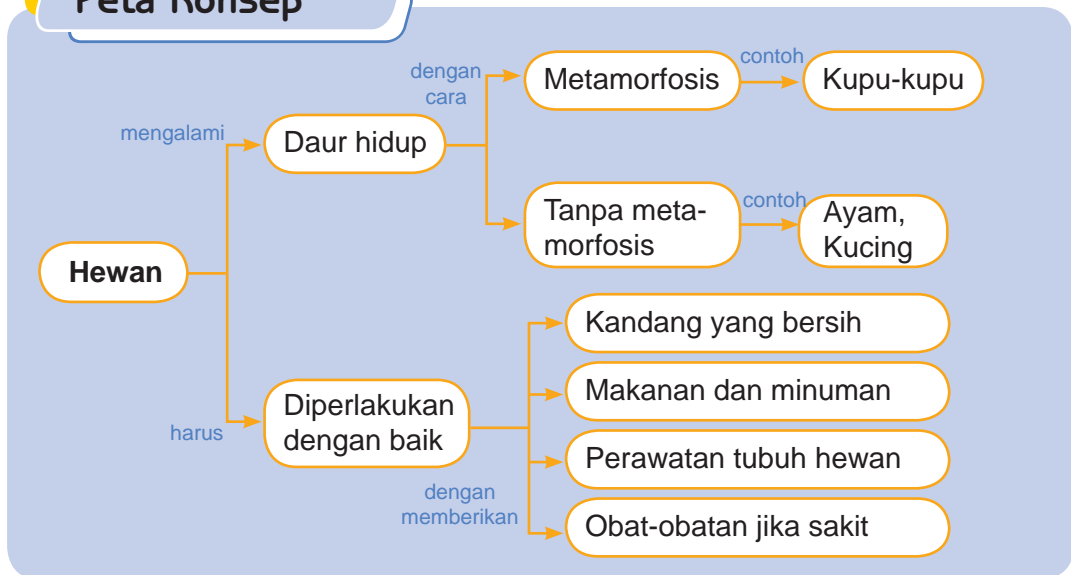 Peta Konsep
dengan
cara
Metamorfosis
contoh
Kupu-kupu
mengalami
Daur hidup
Tanpa meta-
morfosis
contoh
Ayam,
Kucing
Hewan
harus
Diperlakukan
dengan baik
dengan
memberikan
Kandang yang bersih
Makanan dan minuman
Perawatan tubuh hewan
Obat-obatan jika sakit